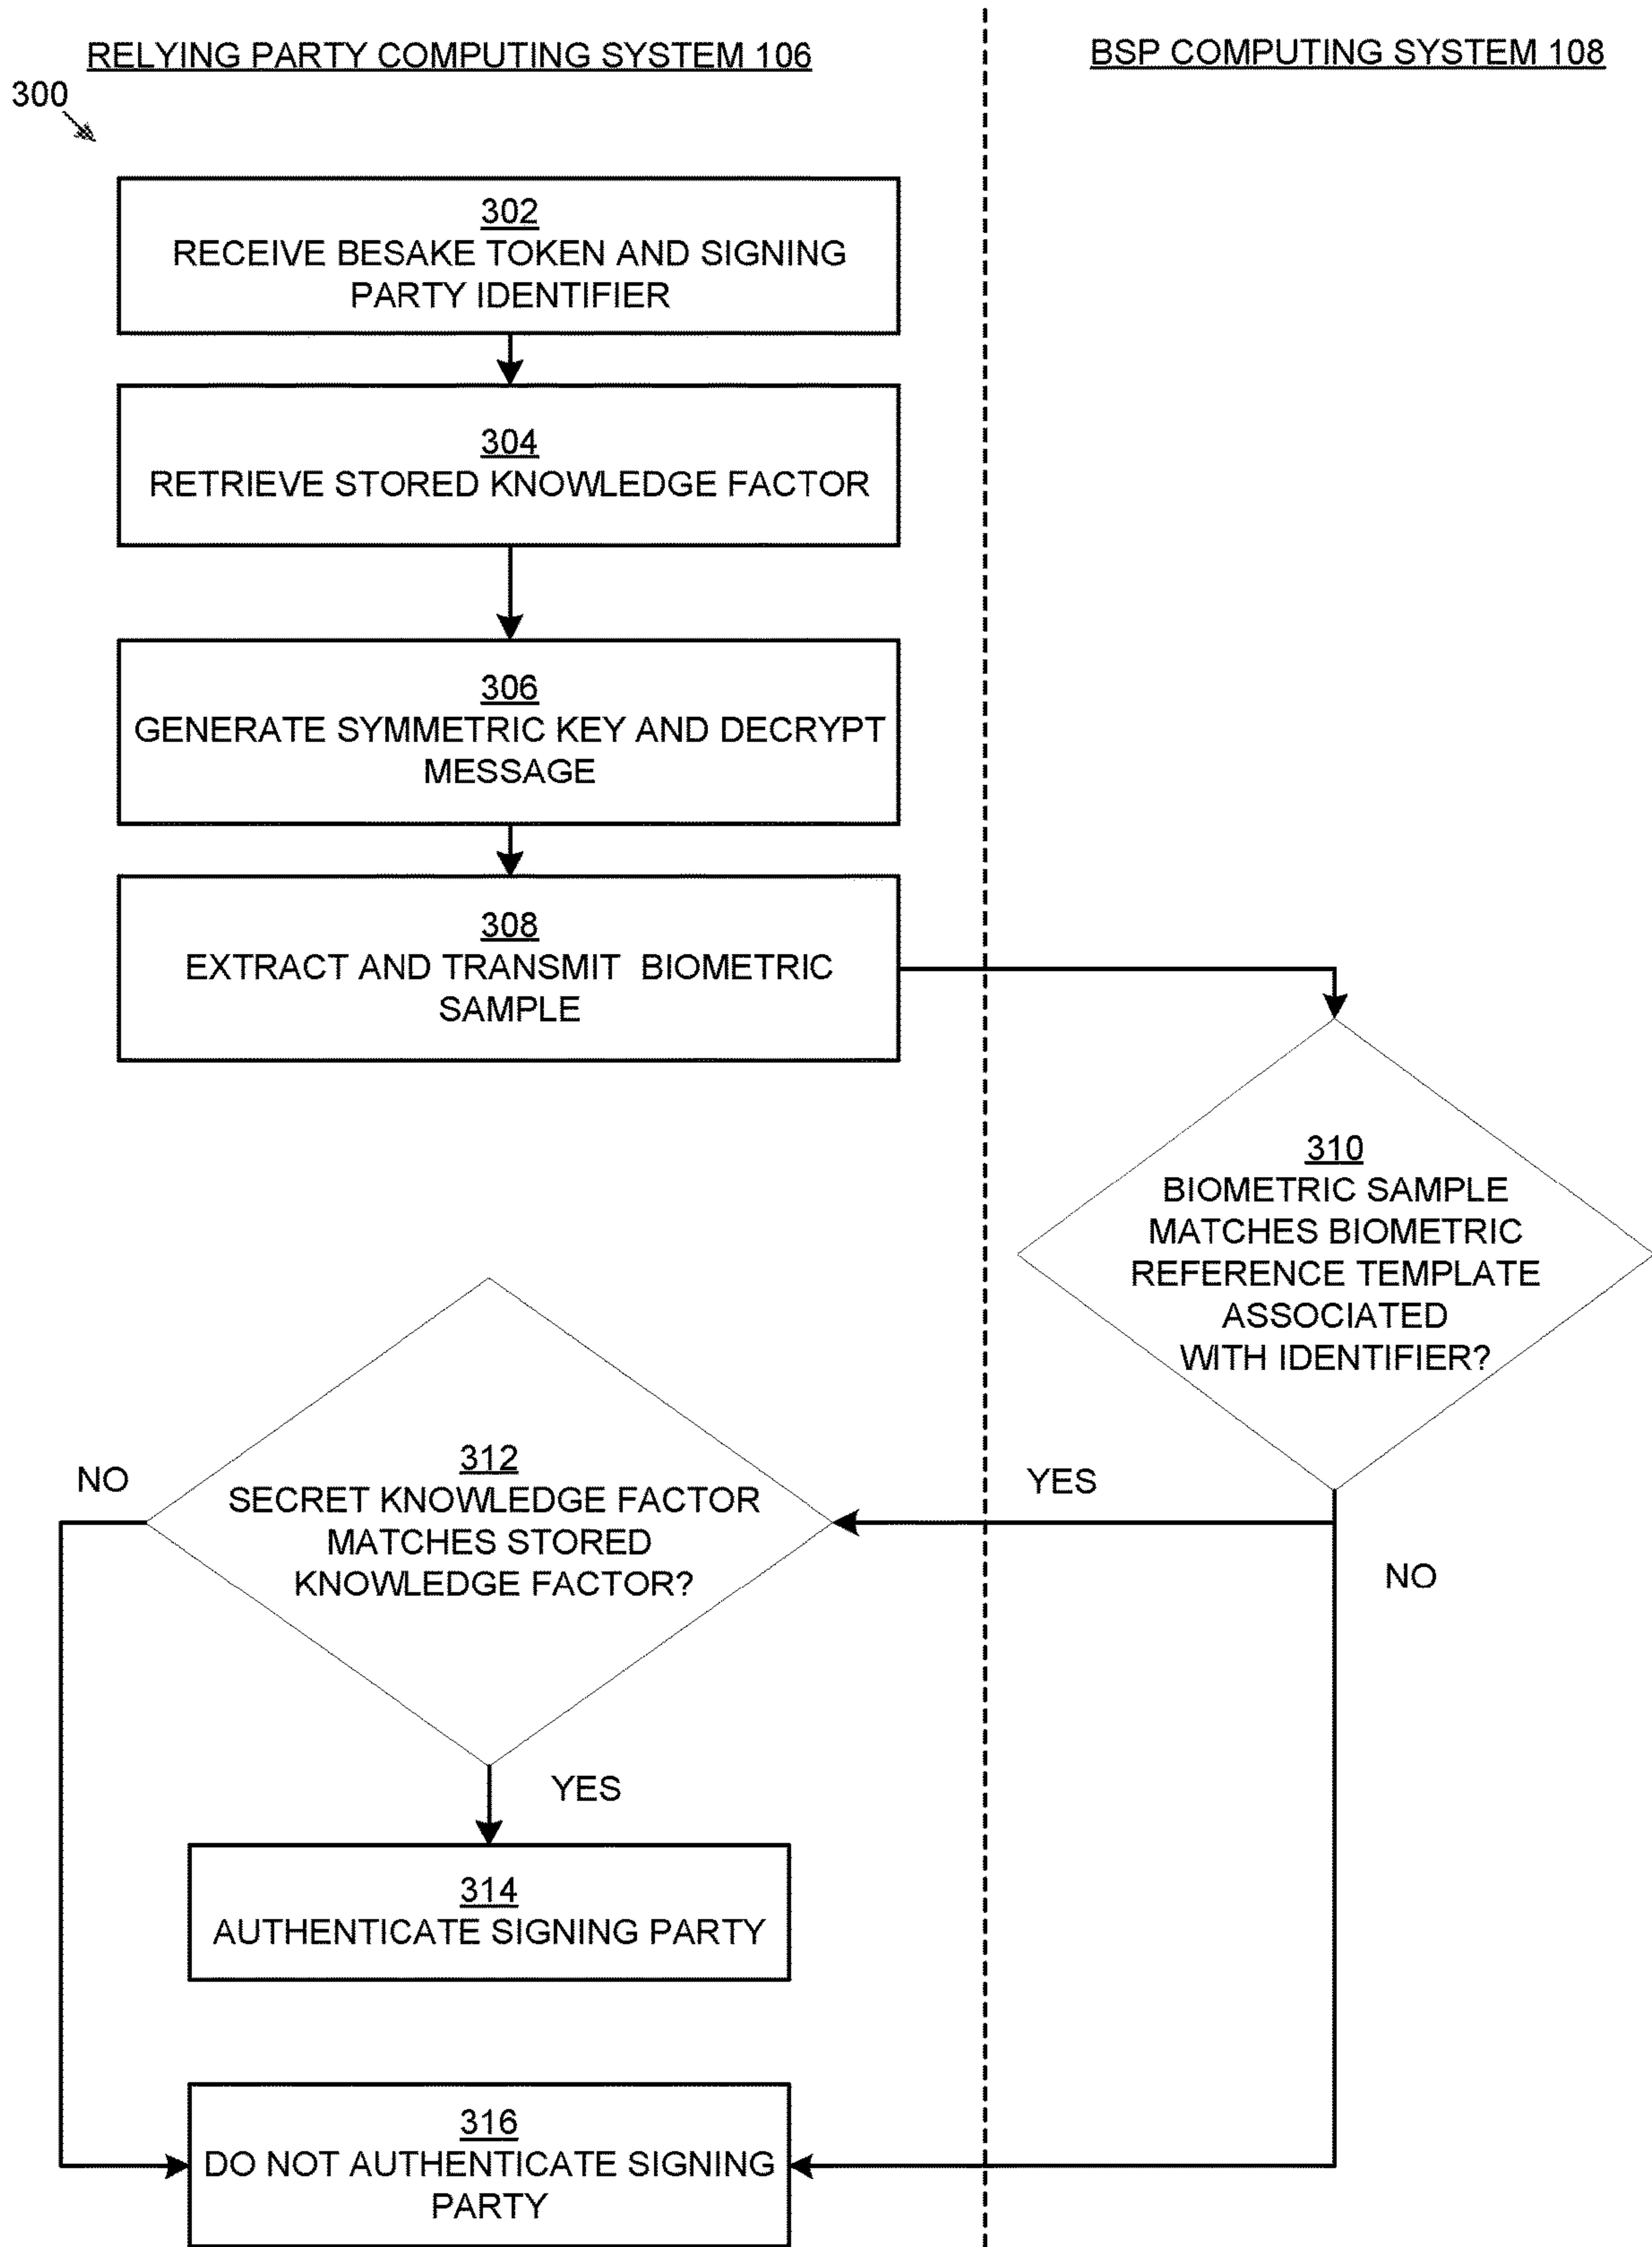 RELYING PARTY COMPUTING SYSTEM 106
BSP COMPUTING SYSTEM 108
300
302
RECEIVE BESAKE TOKEN AND SIGNING
PARTY IDENTIFIER
304
RETRIEVE STORED KNOWLEDGE FACTOR
306
GENERATE SYMMETRIC KEY AND DECRYPT
MESSAGE
308
EXTRACT AND TRANSMIT BIOMETRIC
SAMPLE
310
BIOMETRIC SAMPLE
MATCHES BIOMETRIC
REFERENCE TEMPLATE
ASSOCIATED
WITH IDENTIFIER?
312
SECRET KNOWLEDGE FACTOR
MATCHES STORED
KNOWLEDGE FACTOR?
NO
YES
NO
YES
314
AUTHENTICATE SIGNING PARTY
316
DO NOT AUTHENTICATE SIGNING
PARTY